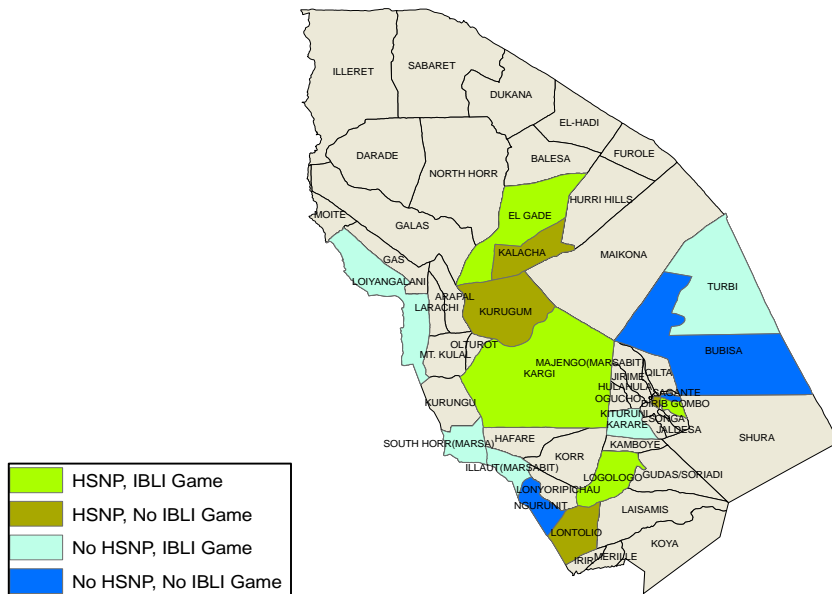 SABARET
ILLERET
DUKANA
EL-HADI
FUROLE
DARADE
BALESA
NORTH HORR
HURRI HILLS
MOITE
EL GADE
GALAS
KALACHA
MAIKONA
GAS
LOIYANGALANI
TURBI
ARAPAL
LARACHI
KURUGUM
OLTUROT
BUBISA
MT. KULAL
MAJENGO(MARSABIT)
KARGI
JIRIME
QILTA
HULAHULA
SAGANTE
OGUCHO
DIRIB GOMBO
KURUNGU
KITURUNI
SONGA
KARARE
JALDESA
SHURA
SOUTH HORR(MARSA)
HAFARE
KAMBOYE
KORR
ILLAUT(MARSABIT)
LOGOLOGO
GUDAS/SORIADI
LONYORIPICHAU
NGURUNIT
LAISAMIS
LONTOLIO
KOYA
IRIR
MERILLE
HSNP, IBLI Game
HSNP, No IBLI Game
No HSNP, IBLI Game
No HSNP, No IBLI Game